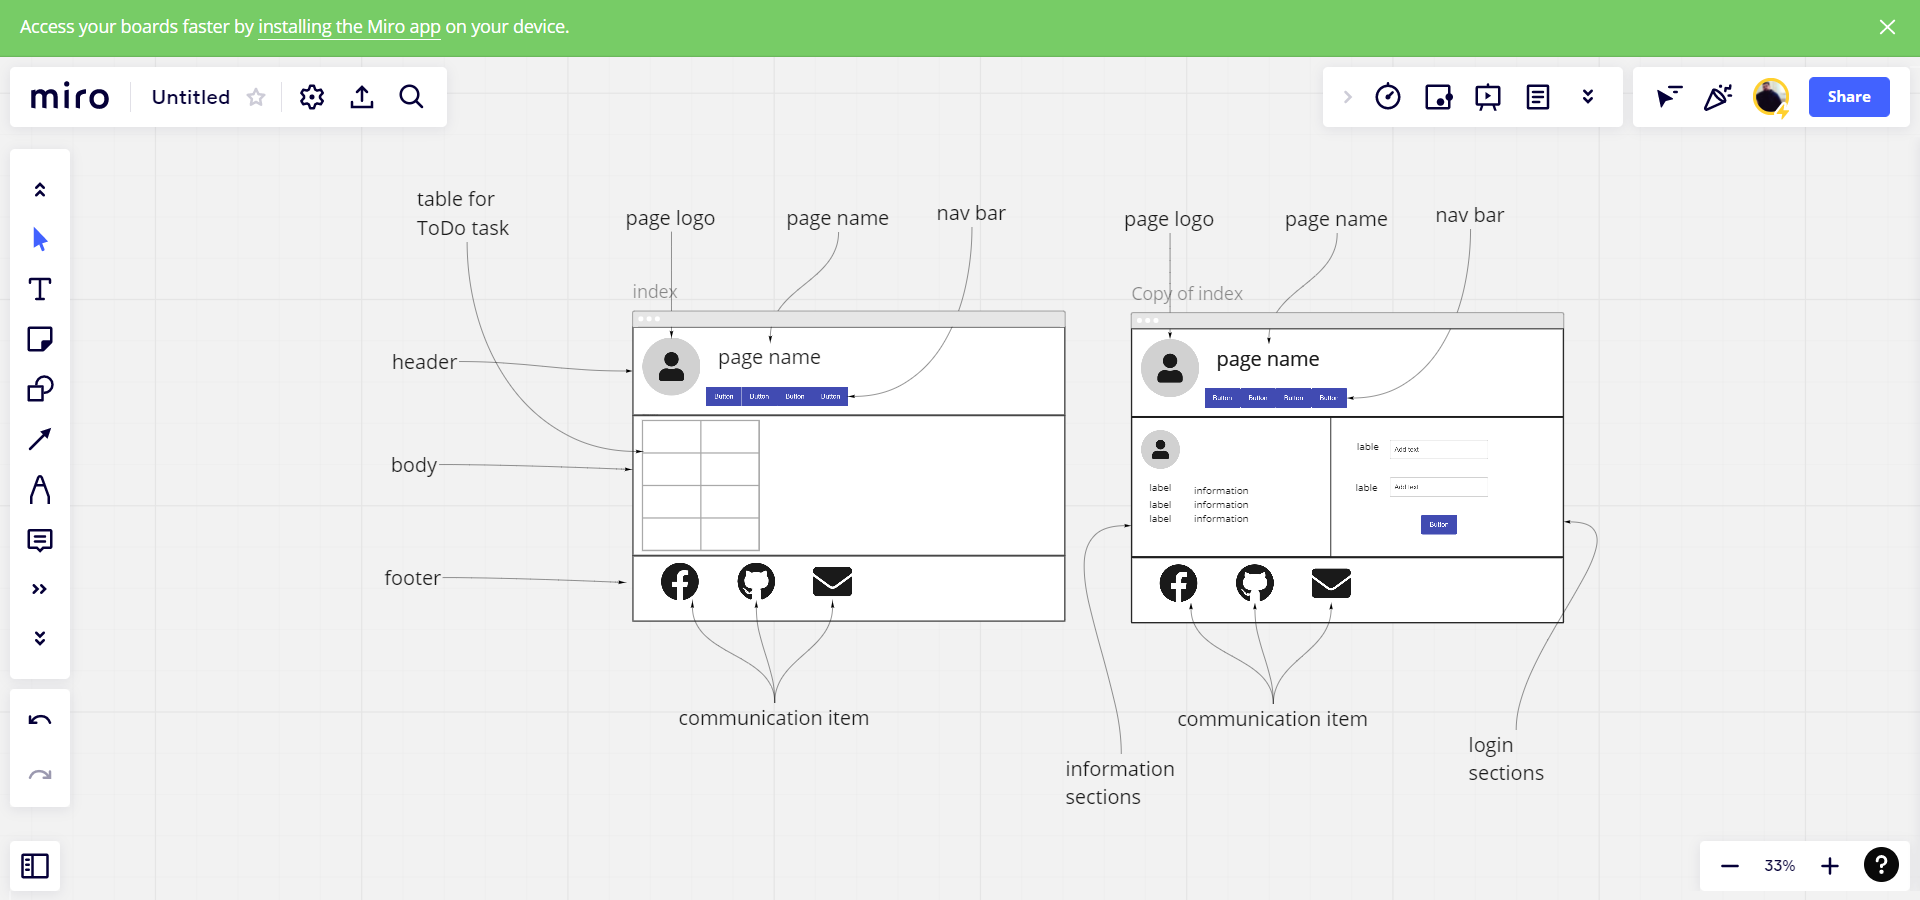 Access your boards faster by installing the Miro app on your device.
miro
Untitled
Share
table for
ToDo task
page logo
page name
nav bar
page logo
page name
nav bar
index
Copy of index
header
page name
Button Button Button Button
page name
Button Button Button Button
body
lable Add text
label information
label information
label information
lable Add text
Button
footer
communication item
communication item
information
sections
login
sections
33%
?